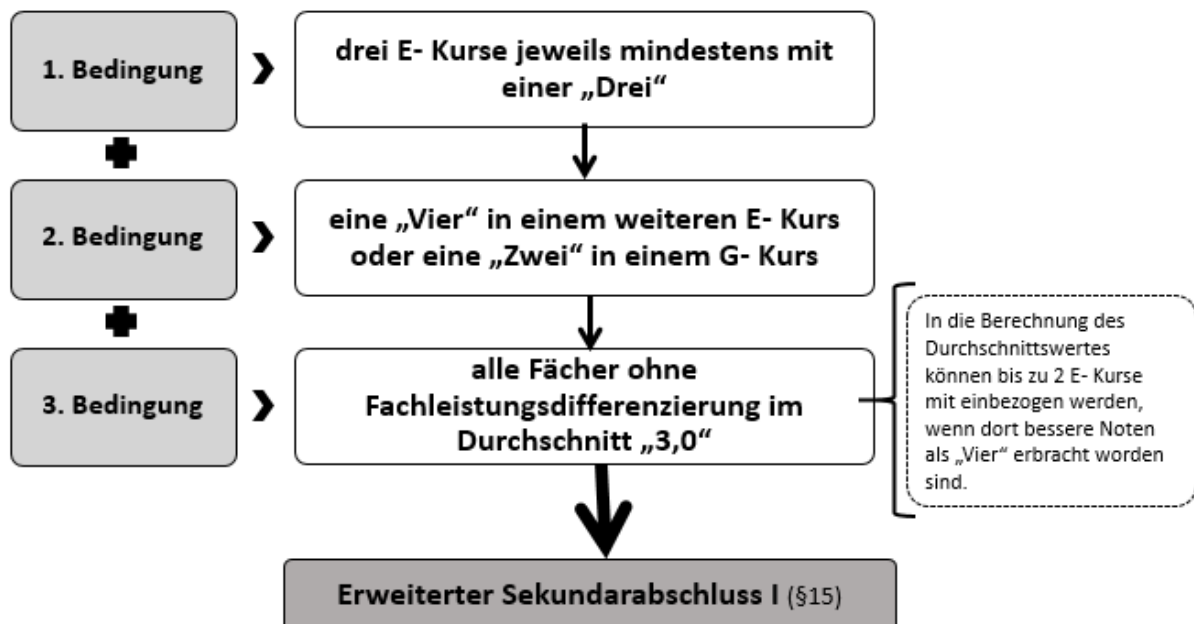 1. Bedingung
drei E- Kurse jeweils mindestens mit
einer „Drei“
2. Bedingung
eine „Vier“ in einem weiteren E- Kurs
oder eine „Zwei“ in einem G- Kurs
3. Bedingung
alle Fächer ohne
Fachleistungsdifferenzierung im
Durchschnitt „3,0“
In die Berechnung des
Durchschnittswertes
können bis zu 2 E- Kurse
mit einbezogen werden,
wenn dort bessere Noten
als „Vier“ erbracht worden
sind.
Erweiterter Sekundarabschluss I (§15)